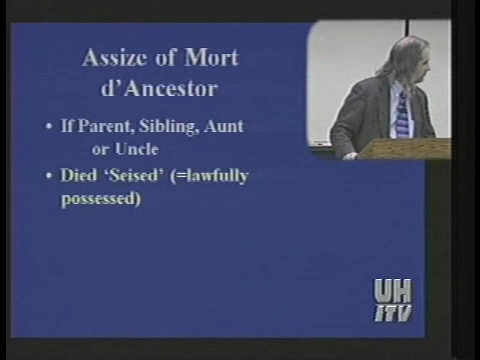 Assize of Mort
d'Ancestor
• If Parent, Sibling, Aunt
or Uncle
• Died 'Seised' (=lawfully
possessed)
UH
ITV